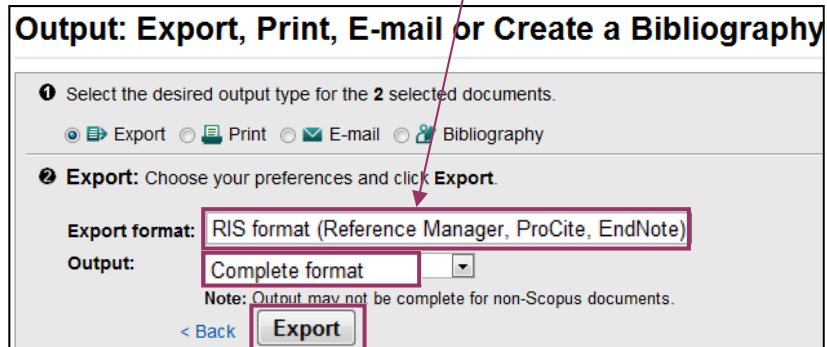 Output: Export, Print, E-mail or Create a Bibliography
1 Select the desired output type for the 2 selected documents.
Export Print E-mail Bibliography
2 Export: Choose your preferences and click Export.
Export format: RIS format (Reference Manager, ProCite, EndNote)
Output: Complete format
Note: Output may not be complete for non-Scopus documents.
< Back Export